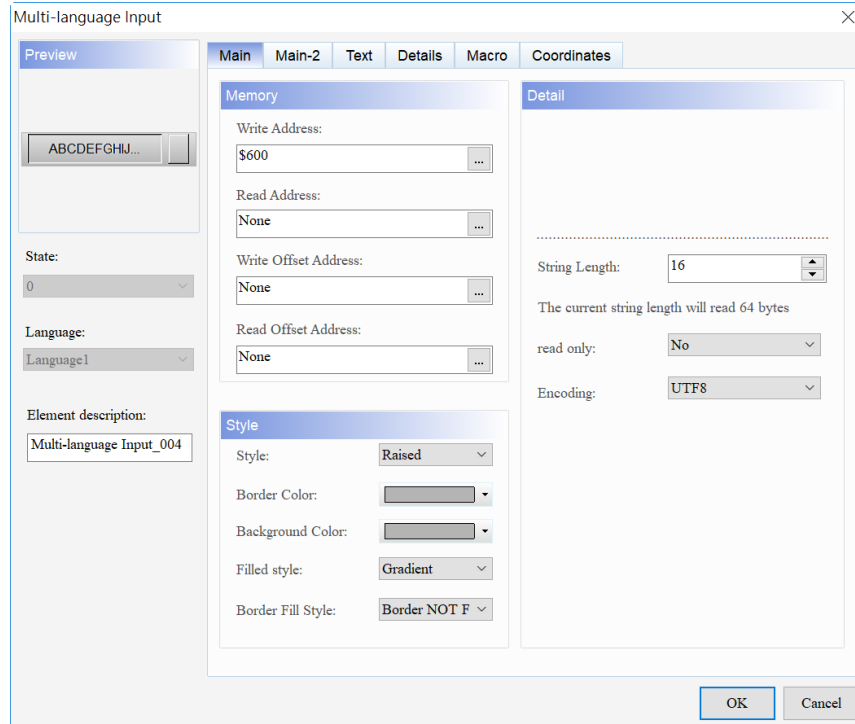 Multi-language Input
Preview
ABCDEFGHIJ...
State:
0
Language:
Language1
Element description:
Multi-language Input_004
Main Main-2 Text Details Macro Coordinates
Memory
Write Address:
$600 ...
Read Address:
None ...
Write Offset Address:
None ...
Read Offset Address:
None ...
Style
Style: Raised
Border Color:
Background Color:
Filled style: Gradient
Border Fill Style: Border NOT F
Detail
String Length: 16
The current string length will read 64 bytes
read only: No
Encoding: UTF8
OK Cancel